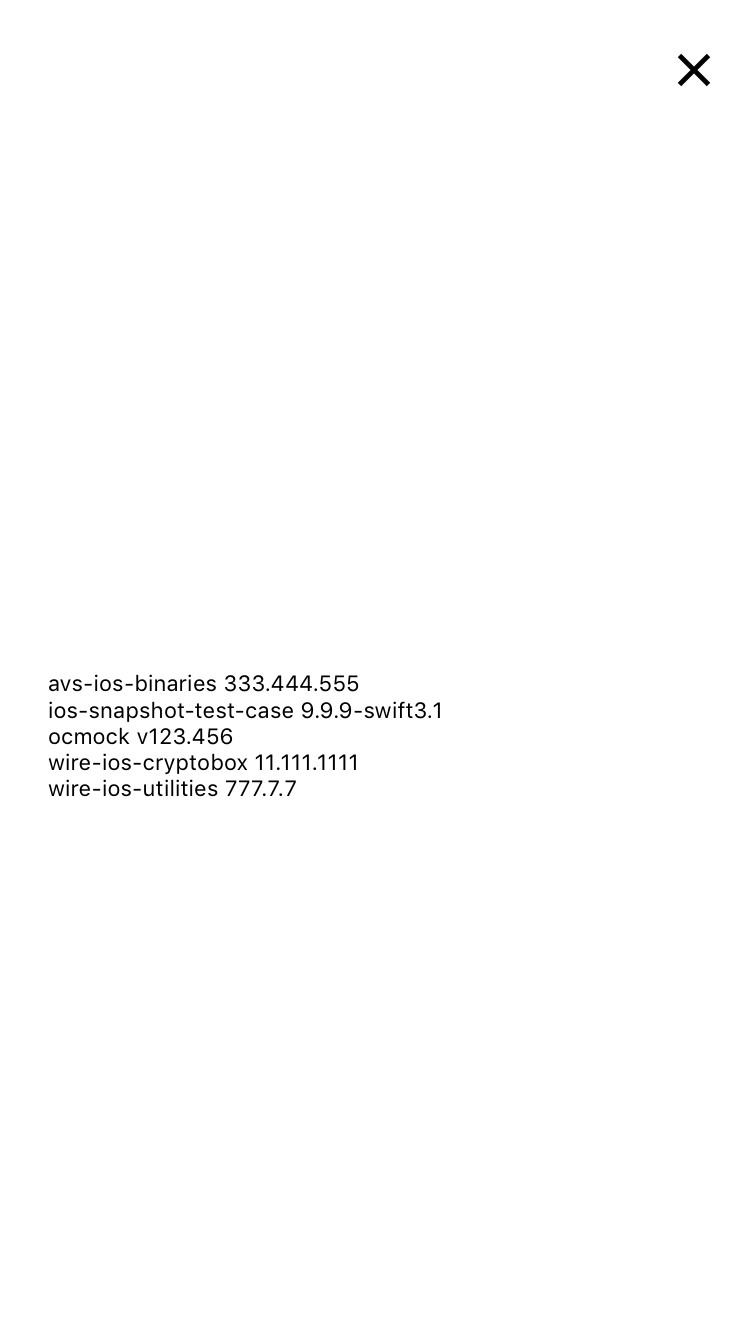 avs-ios-binaries 333.444.555
ios-snapshot-test-case 9.9.9-swift3.1
ocmock v123.456
wire-ios-cryptobox 11.111.1111
wire-ios-utilities 777.7.7